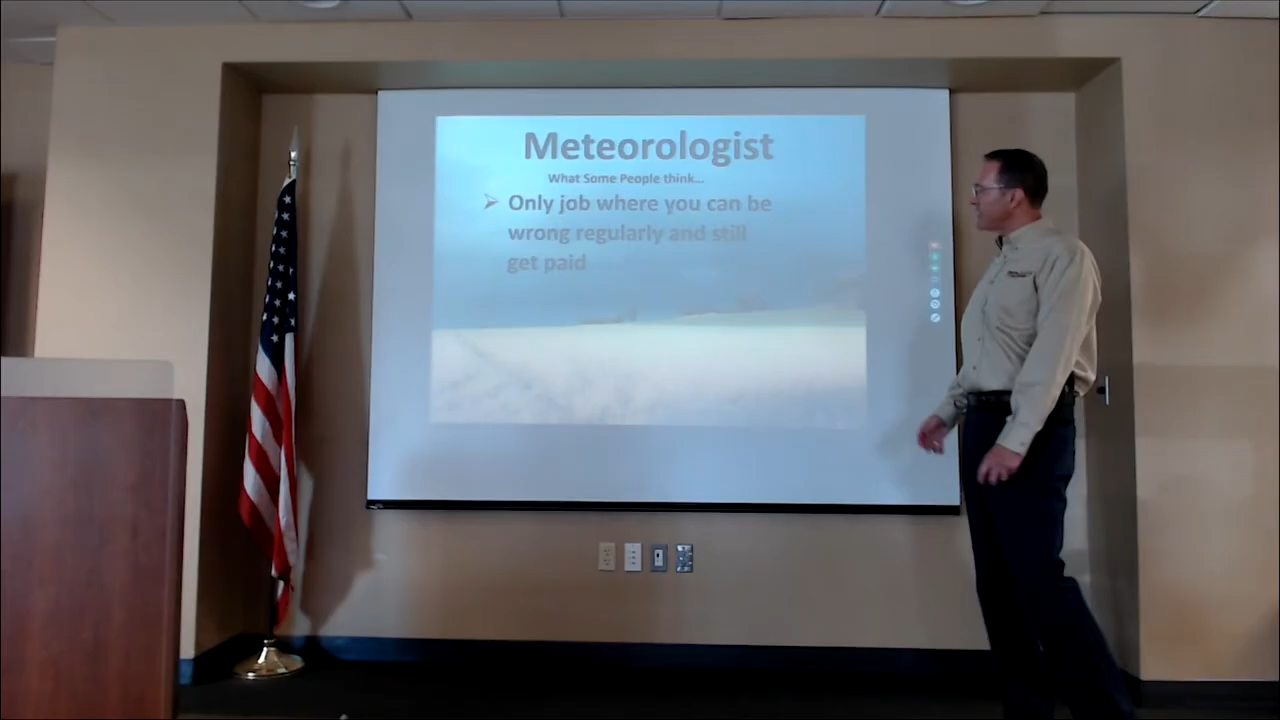 Meteorologist
What Some People think...
➢ Only job where you can be
wrong regularly and still
get paid